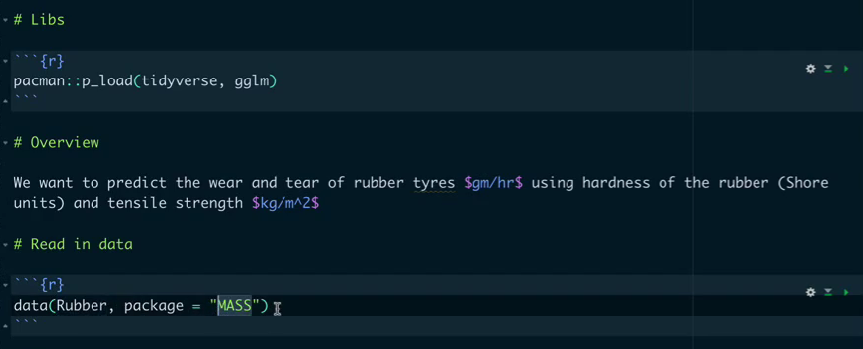 # Libs
```{r}
pacman::p_load(tidyverse, gglm)
```
# Overview
We want to predict the wear and tear of rubber tyres $gm/hr$ using hardness of the rubber (Shore
units) and tensile strength $kg/m^2$
# Read in data
```{r}
data(Rubber, package = "MASS")
```